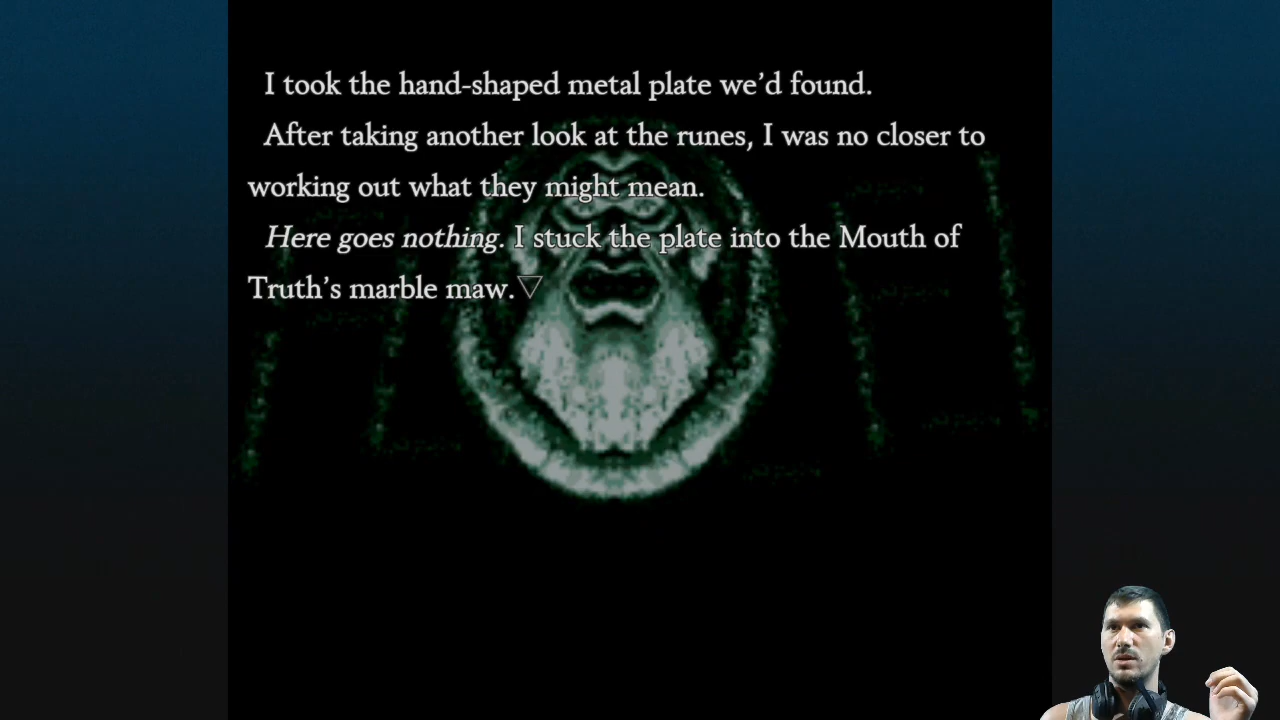 I took the hand-shaped metal plate we’d found.
After taking another look at the runes, I was no closer to
working out what they might mean.
Here goes nothing. I stuck the plate into the Mouth of
Truth’s marble maw.